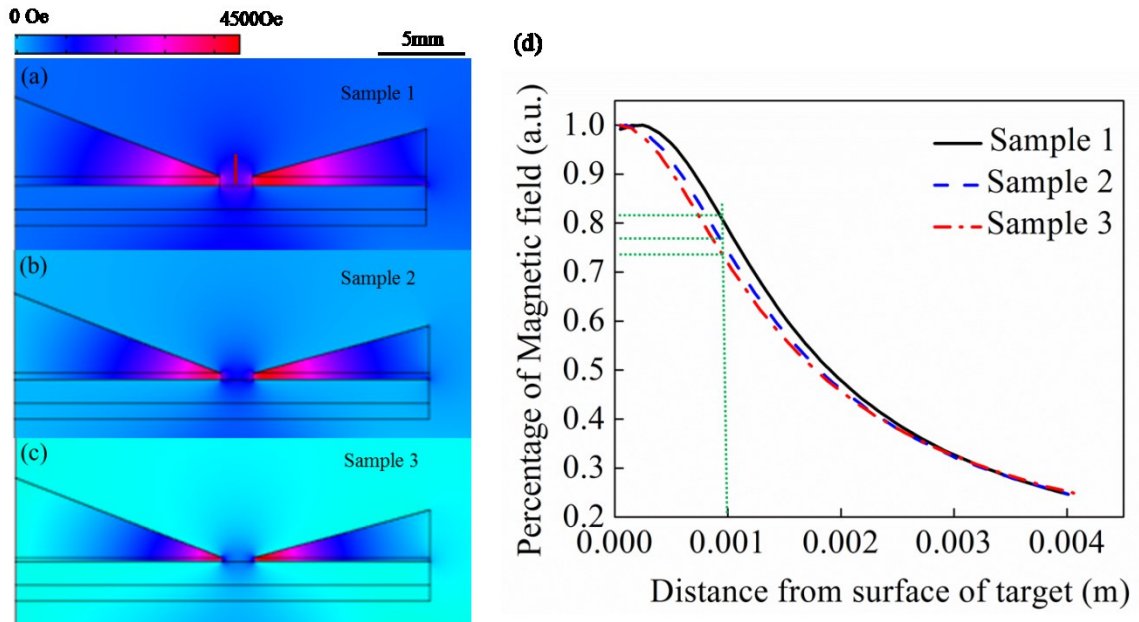 0 Oe
4500Oe
5mm
(a)
Sample 1
(b)
Sample 2
(c)
Sample 3
(d)
Percentage of Magnetic field (a.u.)
1.0
0.9
0.8
0.7
0.6
0.5
0.4
0.3
0.2
Sample 1
Sample 2
Sample 3
0.000 0.001 0.002 0.003 0.004
Distance from surface of target (m)